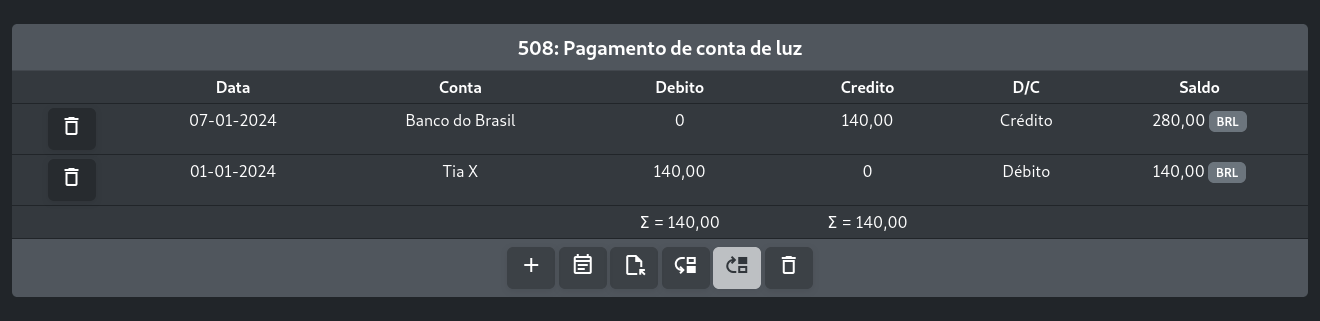 508: Pagamento de conta de luz
Data Conta Debito Credito D/C Saldo
07-01-2024 Banco do Brasil 0 140,00 Crédito 280,00 BRL
01-01-2024 Tia X 140,00 0 Débito 140,00 BRL
Σ = 140,00 Σ = 140,00